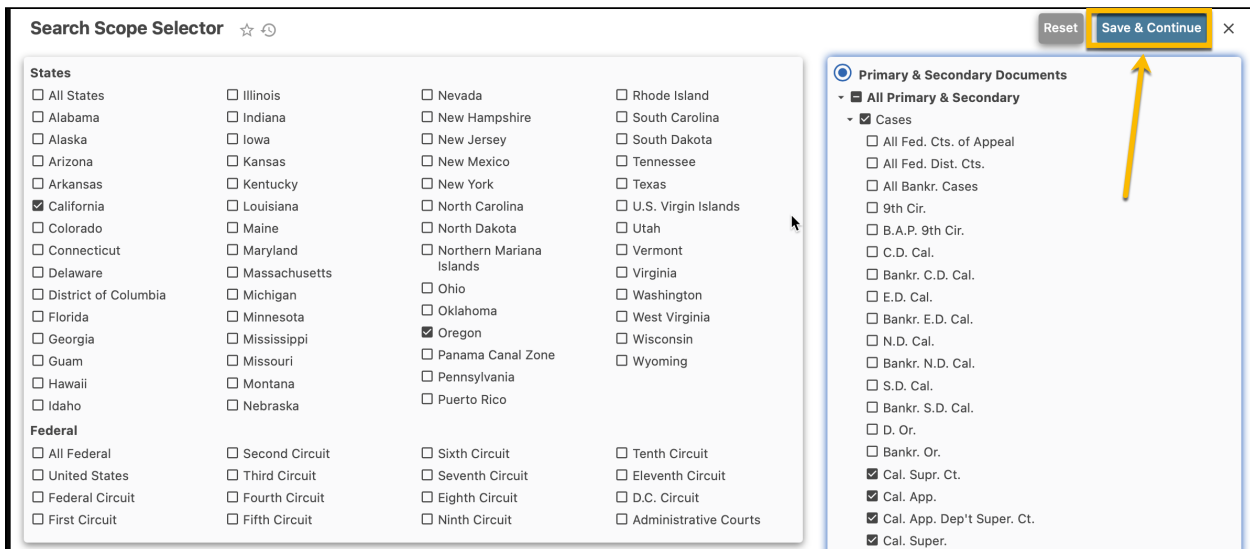 Search Scope Selector
Reset
Save & Continue
States
All States
Alabama
Alaska
Arizona
Arkansas
California
Colorado
Connecticut
Delaware
District of Columbia
Florida
Georgia
Guam
Hawaii
Idaho
Illinois
Indiana
Iowa
Kansas
Kentucky
Louisiana
Maine
Maryland
Massachusetts
Michigan
Minnesota
Mississippi
Missouri
Montana
Nebraska
Nevada
New Hampshire
New Jersey
New Mexico
New York
North Carolina
North Dakota
Northern Mariana
Islands
Ohio
Oklahoma
Oregon
Panama Canal Zone
Pennsylvania
Puerto Rico
Rhode Island
South Carolina
South Dakota
Tennessee
Texas
U.S. Virgin Islands
Utah
Vermont
Virginia
Washington
West Virginia
Wisconsin
Wyoming
Federal
All Federal
United States
Federal Circuit
First Circuit
Second Circuit
Third Circuit
Fourth Circuit
Fifth Circuit
Sixth Circuit
Seventh Circuit
Eighth Circuit
Ninth Circuit
Tenth Circuit
Eleventh Circuit
D.C. Circuit
Administrative Courts
Primary & Secondary Documents
All Primary & Secondary
Cases
All Fed. Cts. of Appeal
All Fed. Dist. Cts.
All Bankr. Cases
9th Cir.
B.A.P. 9th Cir.
C.D. Cal.
Bankr. C.D. Cal.
E.D. Cal.
Bankr. E.D. Cal.
N.D. Cal.
Bankr. N.D. Cal.
S.D. Cal.
Bankr. S.D. Cal.
D. Or.
Bankr. Or.
Cal. Supr. Ct.
Cal. App.
Cal. App. Dep't Super. Ct.
Cal. Super.